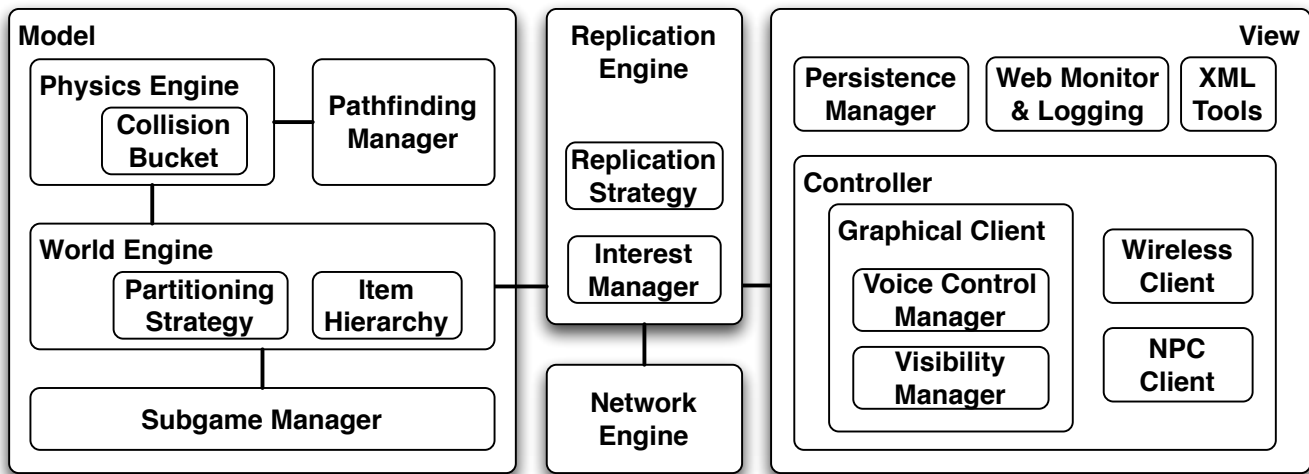 Model
Physics Engine
Collision
Bucket
Pathfinding
Manager
World Engine
Partitioning
Strategy
Item
Hierarchy
Subgame Manager
Replication
Engine
Replication
Strategy
Interest
Manager
Network
Engine
View
Persistence
Manager
Web Monitor
& Logging
XML
Tools
Controller
Graphical Client
Voice Control
Manager
Visibility
Manager
Wireless
Client
NPC
Client